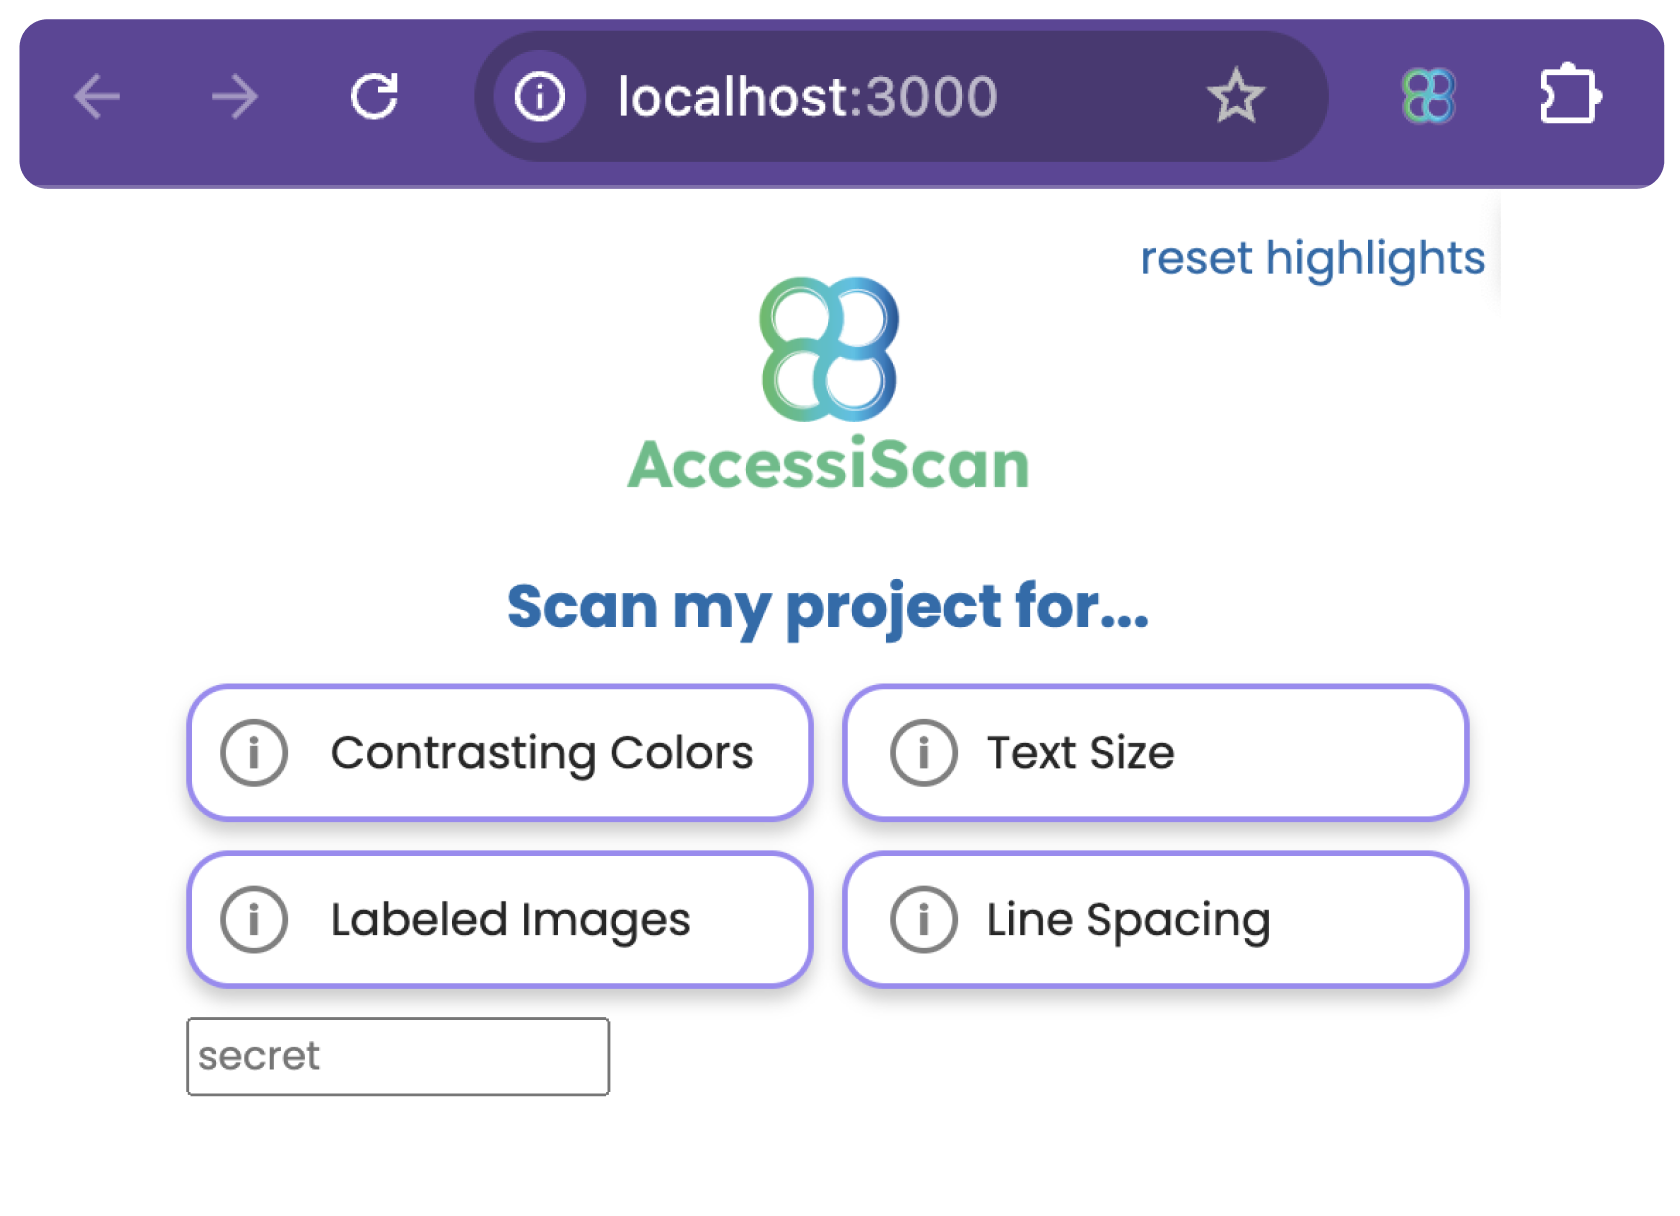 localhost:3000
reset highlights
AccessiScan
Scan my project for...
Contrasting Colors
Text Size
Labeled Images
Line Spacing
secret